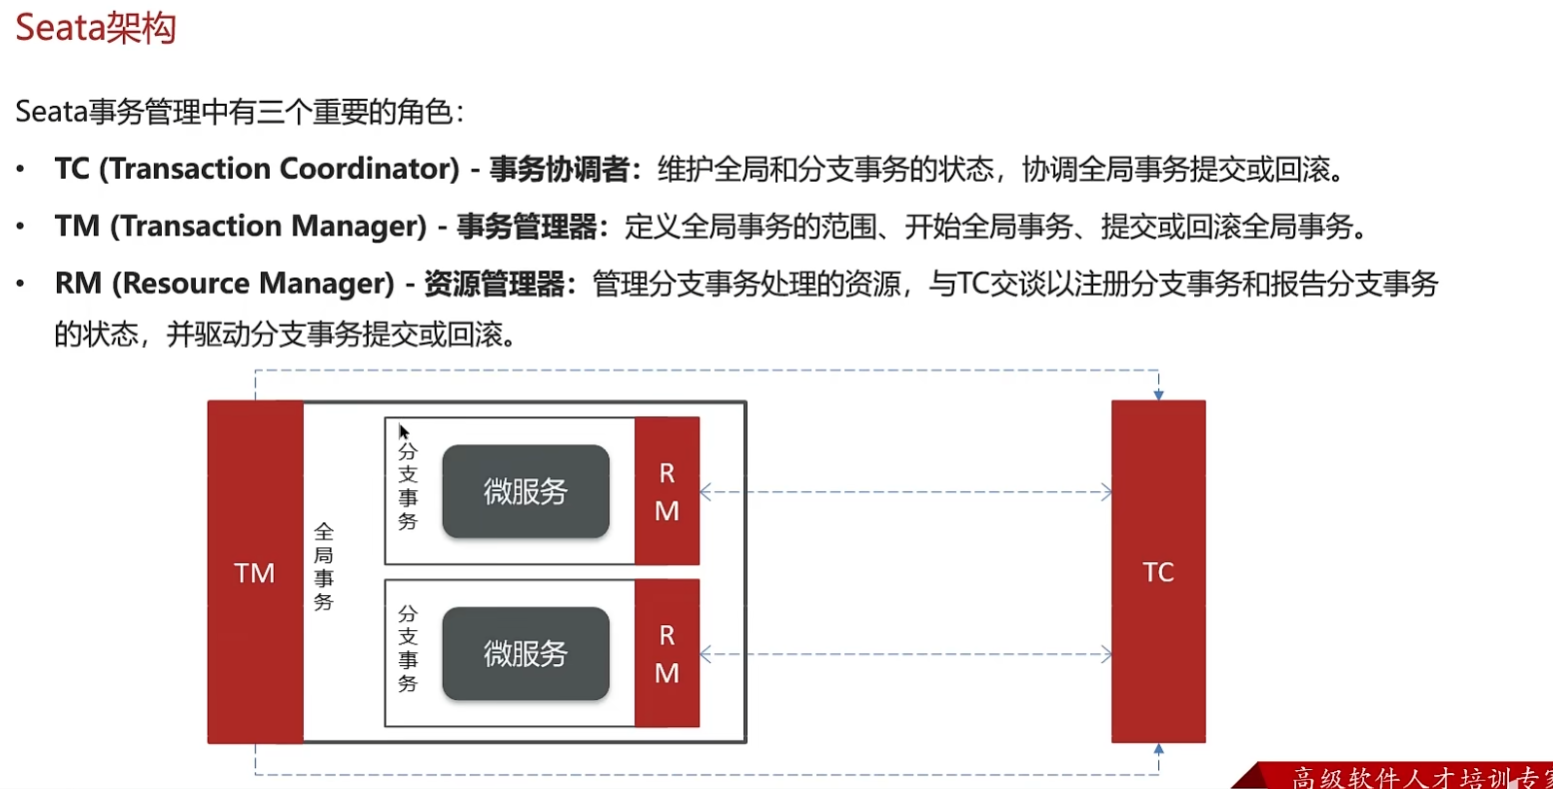 Seata架构
Seata事务管理中有三个重要的角色：
• TC (Transaction Coordinator) - 事务协调者：维护全局和分支事务的状态，协调全局事务提交或回滚。
• TM (Transaction Manager) - 事务管理器：定义全局事务的范围、开始全局事务、提交或回滚全局事务。
• RM (Resource Manager) - 资源管理器：管理分支事务处理的资源，与TC交谈以注册分支事务和报告分支事务
的状态，并驱动分支事务提交或回滚。
TM
全局事务
分支事务
微服务
RM
分支事务
微服务
RM
TC
高级软件人才培训专家